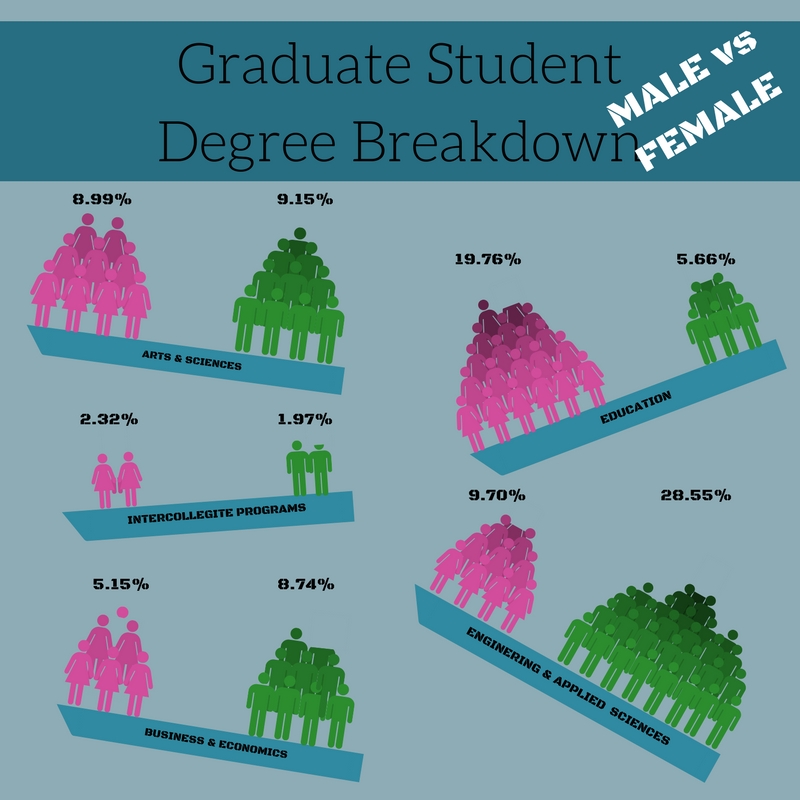 Graduate Student
Degree Breakdown
MALE vs
FEMALE
8.99% 9.15%
ARTS & SCIENCES
19.76% 5.66%
EDUCATION
2.32% 1.97%
INTERCOLLEGITE PROGRAMS
9.70% 28.55%
ENGINERING & APPLIED SCIENCES
5.15% 8.74%
BUSINESS & ECONOMICS